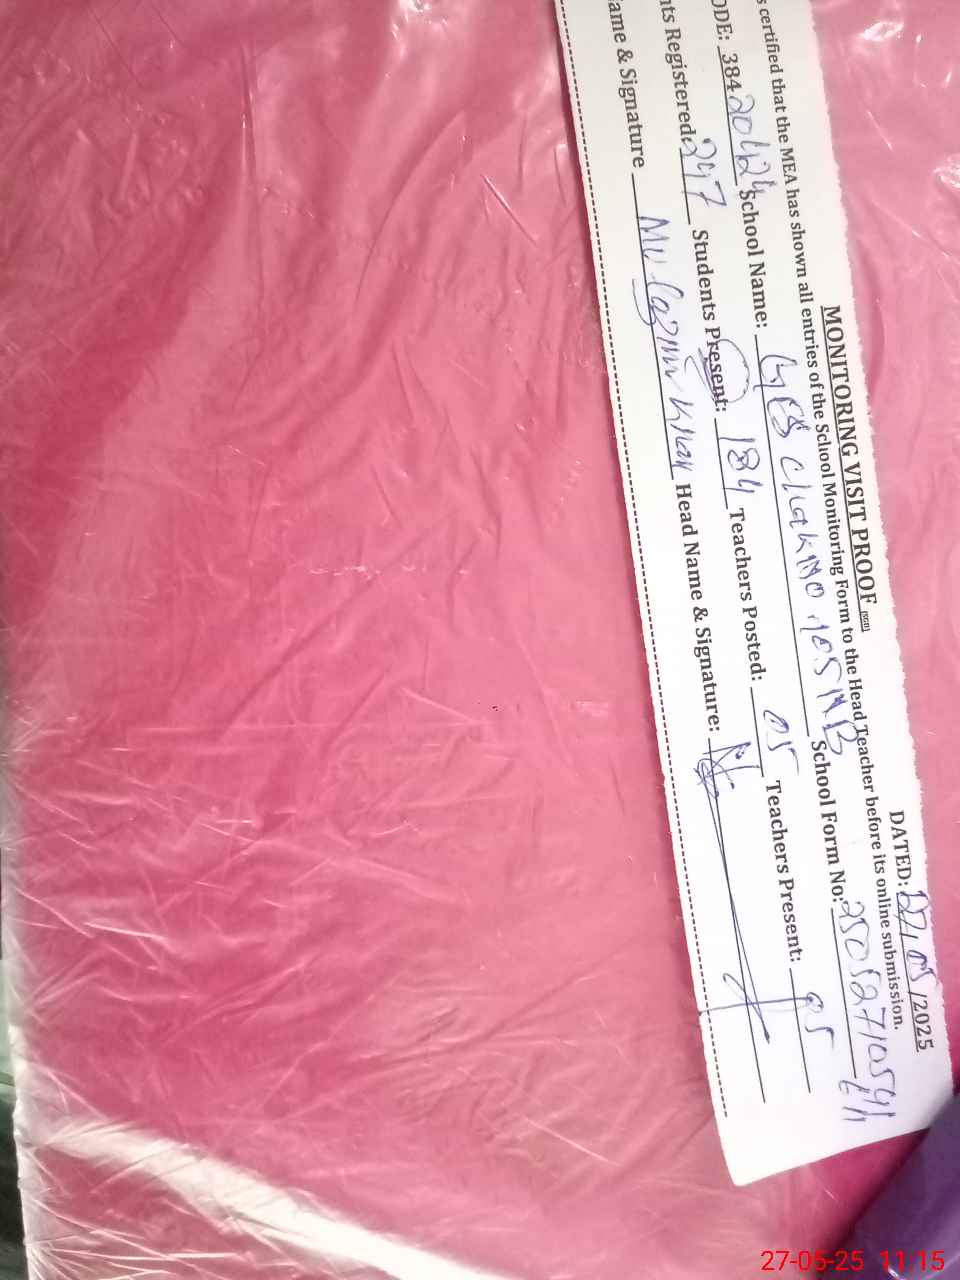 MONITORING VISIT PROOF
DATED: 27/05/2025
s certified that the MEA has shown all entries of the School Monitoring Form to the Head Teacher before its online submission.
ODE: 38420424 School Name: GES Chak No. 105 NB School Form No: 25052710541
nts Registered: 247 Students Present: 184 Teachers Posted: 05 Teachers Present: 05
ame & Signature Khan Head Name & Signature:
27-05-25 11:15